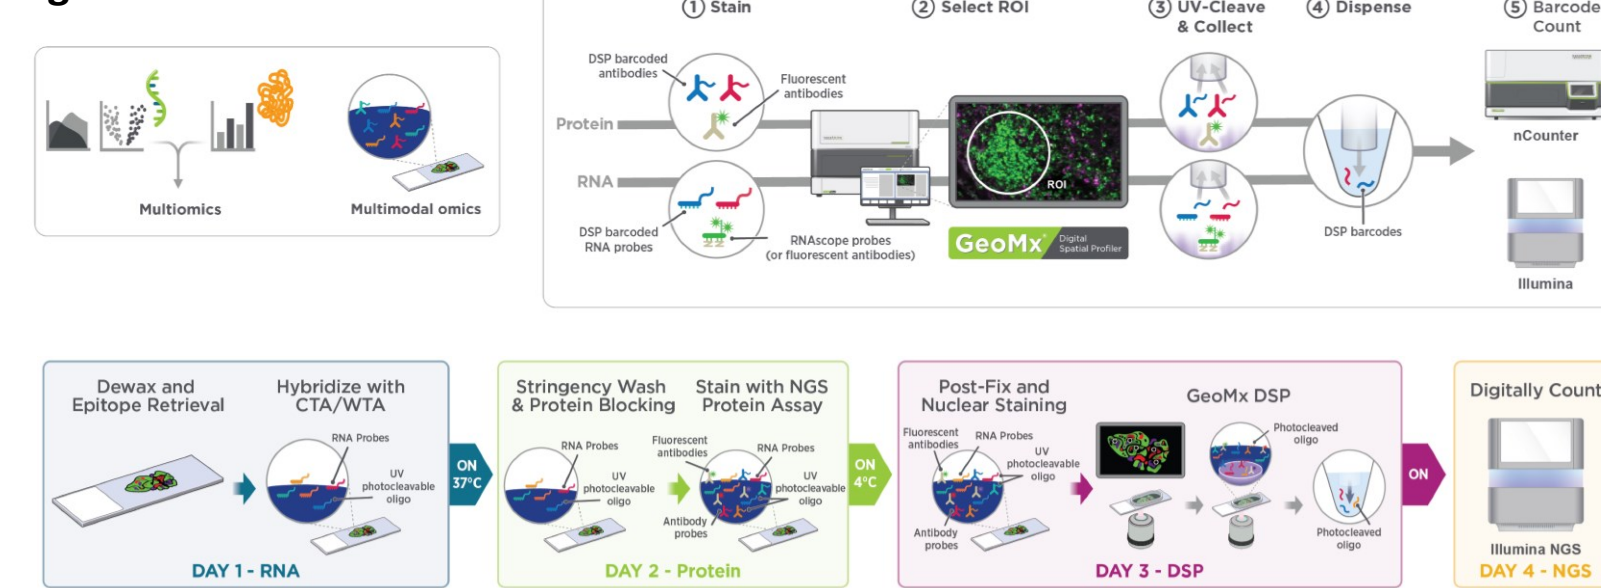 g
① Stain
② Select ROI
③ UV-Cleave
& Collect
④ Dispense
⑤ Barcode
Count
DSP barcoded
antibodies
Fluorescent
antibodies
Protein
RNA
ROI
DSP barcoded
RNA probes
RNAscope probes
(or fluorescent antibodies)
GeoMx® Digital
Spatial Profiler
DSP barcodes
nCounter
Illumina
Multiomics
Multimodal omics
Dewax and
Epitope Retrieval
Hybridize with
CTA/WTA
RNA Probes
UV
photocleavable
oligo
DAY 1 - RNA
ON
37°C
Stringency Wash
& Protein Blocking
Stain with NGS
Protein Assay
RNA Probes
UV
photocleavable
oligo
Fluorescent
antibodies
RNA Probes
UV
photocleavable
oligo
Antibody
probes
DAY 2 - Protein
ON
4°C
Post-Fix and
Nuclear Staining
GeoMx DSP
Fluorescent
antibodies
RNA Probes
UV
photocleavable
oligo
Antibody
probes
Photocleaved
oligo
Photocleaved
oligo
DAY 3 - DSP
ON
Digitally Count
Illumina NGS
DAY 4 - NGS